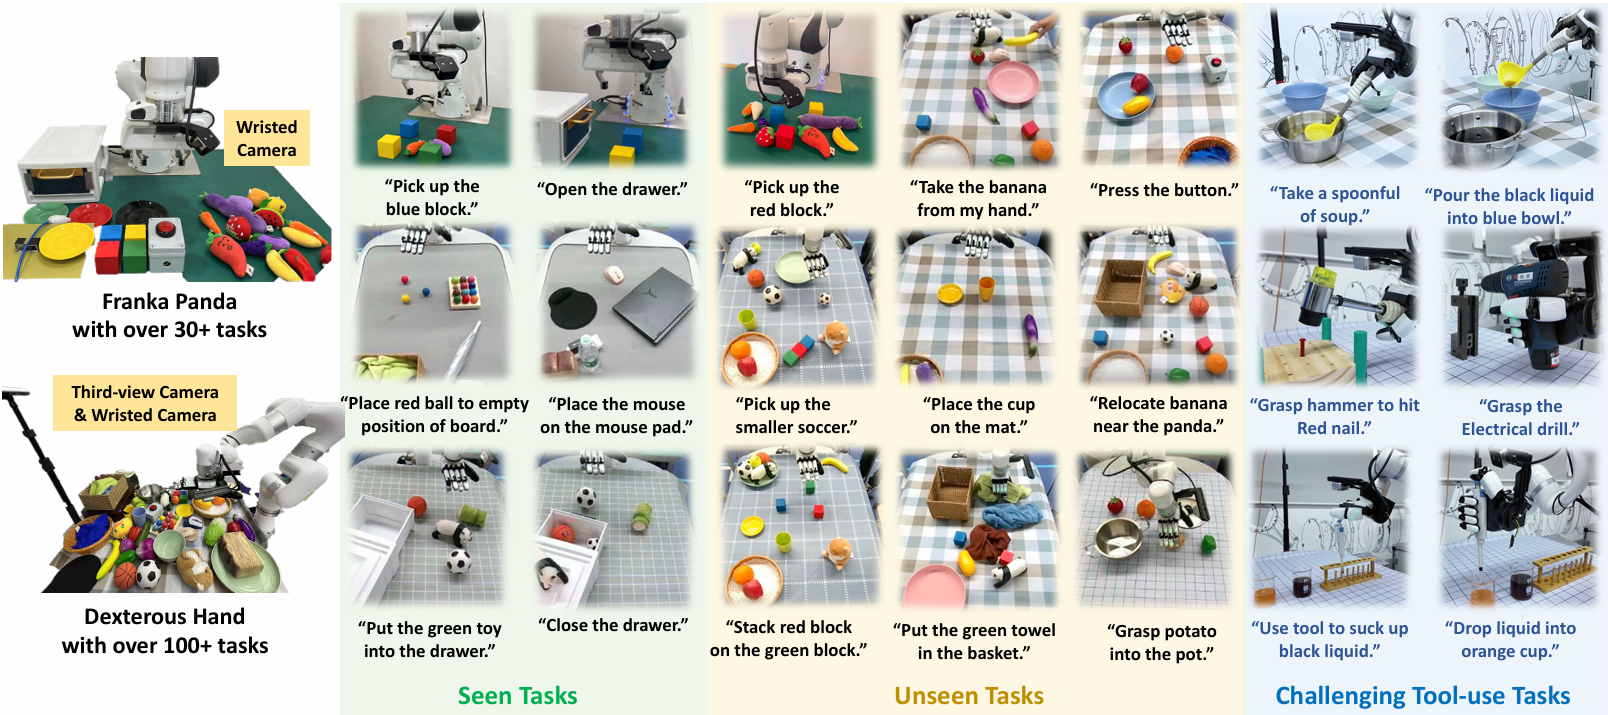 Wristed
Camera
Franka Panda
with over 30+ tasks
Third-view Camera
& Wristed Camera
Dexterous Hand
with over 100+ tasks
“Pick up the
blue block.”
“Open the drawer.”
“Place red ball to empty
position of board.”
“Place the mouse
on the mouse pad.”
“Put the green toy
into the drawer.”
“Close the drawer.”
Seen Tasks
“Pick up the
red block.”
“Take the banana
from my hand.”
“Press the button.”
“Pick up the
smaller soccer.”
“Place the cup
on the mat.”
“Relocate banana
near the panda.”
“Stack red block
on the green block.”
“Put the green towel
in the basket.”
“Grasp potato
into the pot.”
Unseen Tasks
“Take a spoonful
of soup.”
“Pour the black liquid
into blue bowl.”
“Grasp hammer to hit
Red nail.”
“Grasp the
Electrical drill.”
“Use tool to suck up
black liquid.”
“Drop liquid into
orange cup.”
Challenging Tool-use Tasks